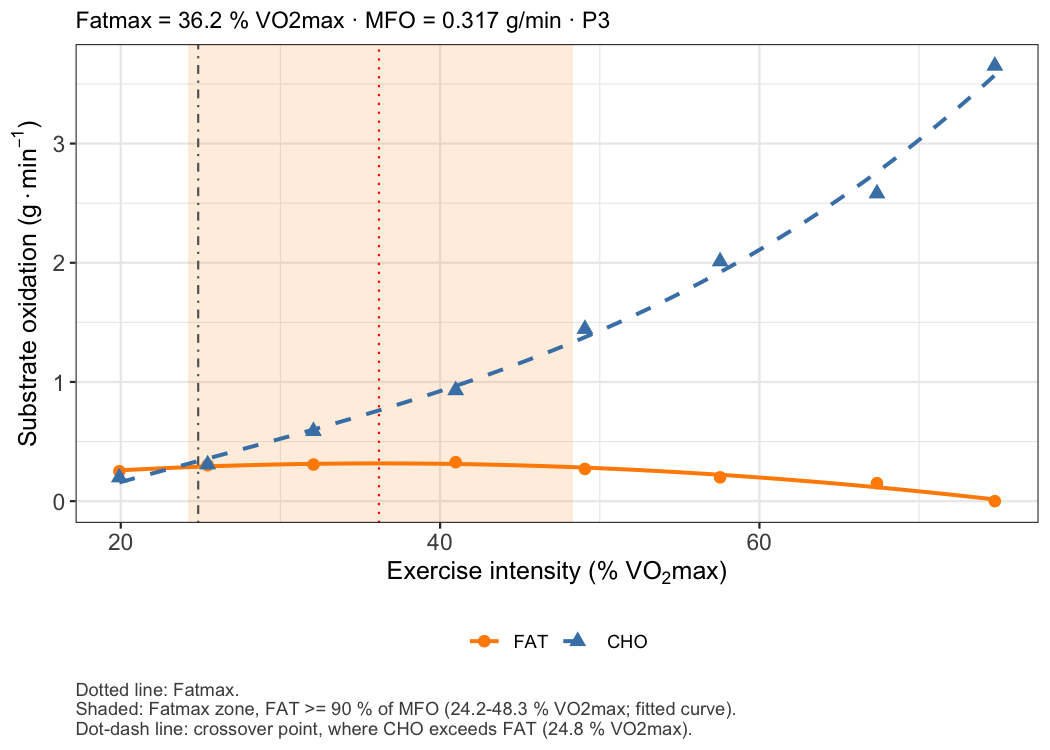 Fatmax = 36.2 % VO2max · MFO = 0.317 g/min · P3
Substrate oxidation (g · min⁻¹)
3
2
1
0
20 40 60
Exercise intensity (% VO₂max)
FAT CHO
Dotted line: Fatmax.
Shaded: Fatmax zone, FAT >= 90 % of MFO (24.2-48.3 % VO2max; fitted curve).
Dot-dash line: crossover point, where CHO exceeds FAT (24.8 % VO2max).